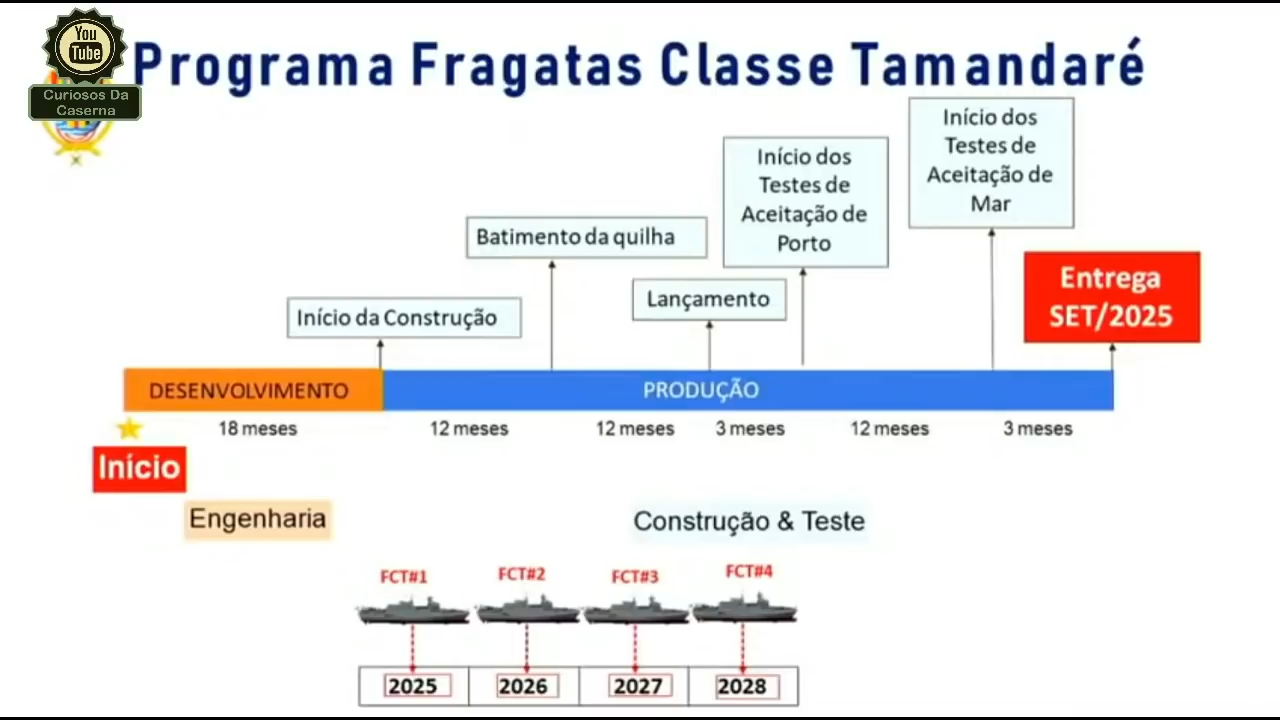 You
Tube
Curiosos Da
Caserna
Programa Fragatas Classe Tamandaré
Início dos
Testes de
Aceitação de
Mar
Início dos
Testes de
Aceitação de
Porto
Batimento da quilha
Entrega
SET/2025
Lançamento
Início da Construção
DESENVOLVIMENTO
PRODUÇÃO
18 meses
12 meses
12 meses
3 meses
12 meses
3 meses
Início
Engenharia
Construção & Teste
FCT#1
FCT#2
FCT#3
FCT#4
2025
2026
2027
2028